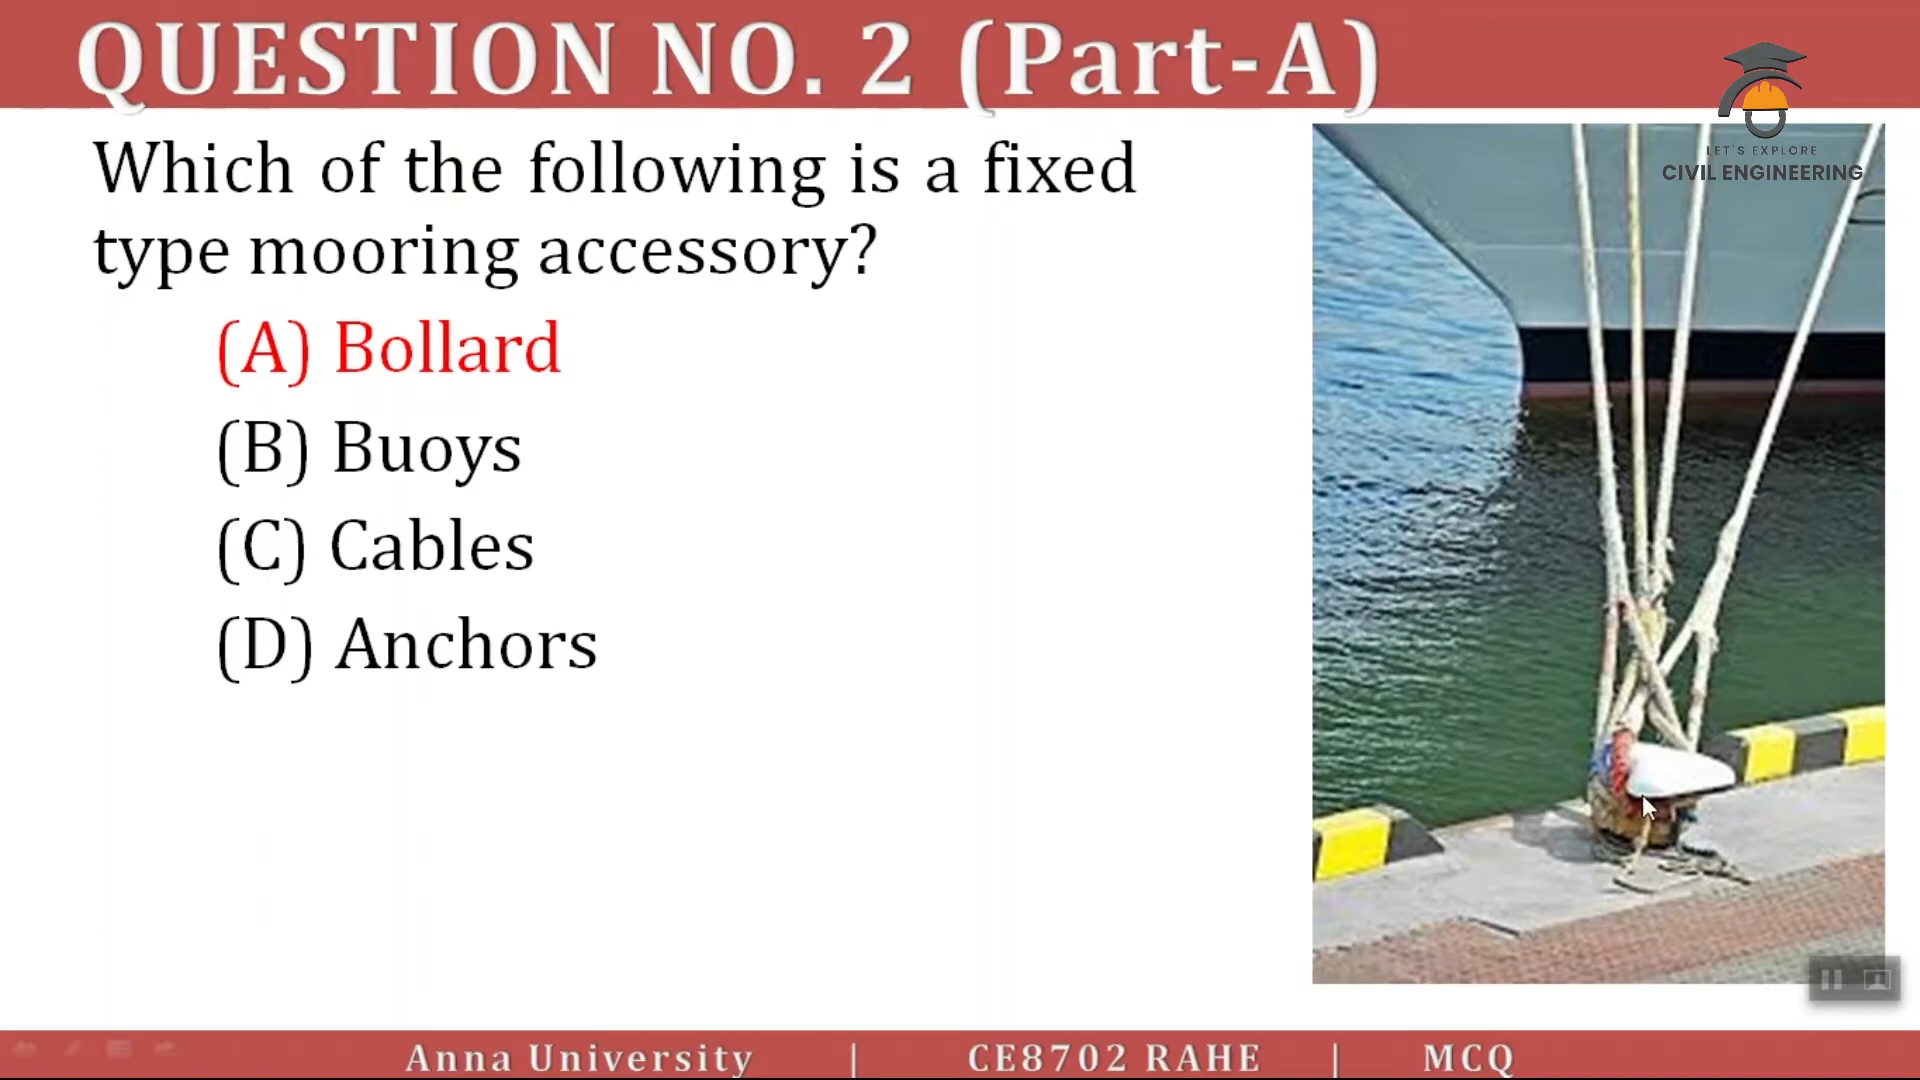 QUESTION NO. 2 (Part-A)
LET'S EXPLORE
CIVIL ENGINEERING
Which of the following is a fixed
type mooring accessory?
(A) Bollard
(B) Buoys
(C) Cables
(D) Anchors
Anna University | CE8702 RAHE | MCQ